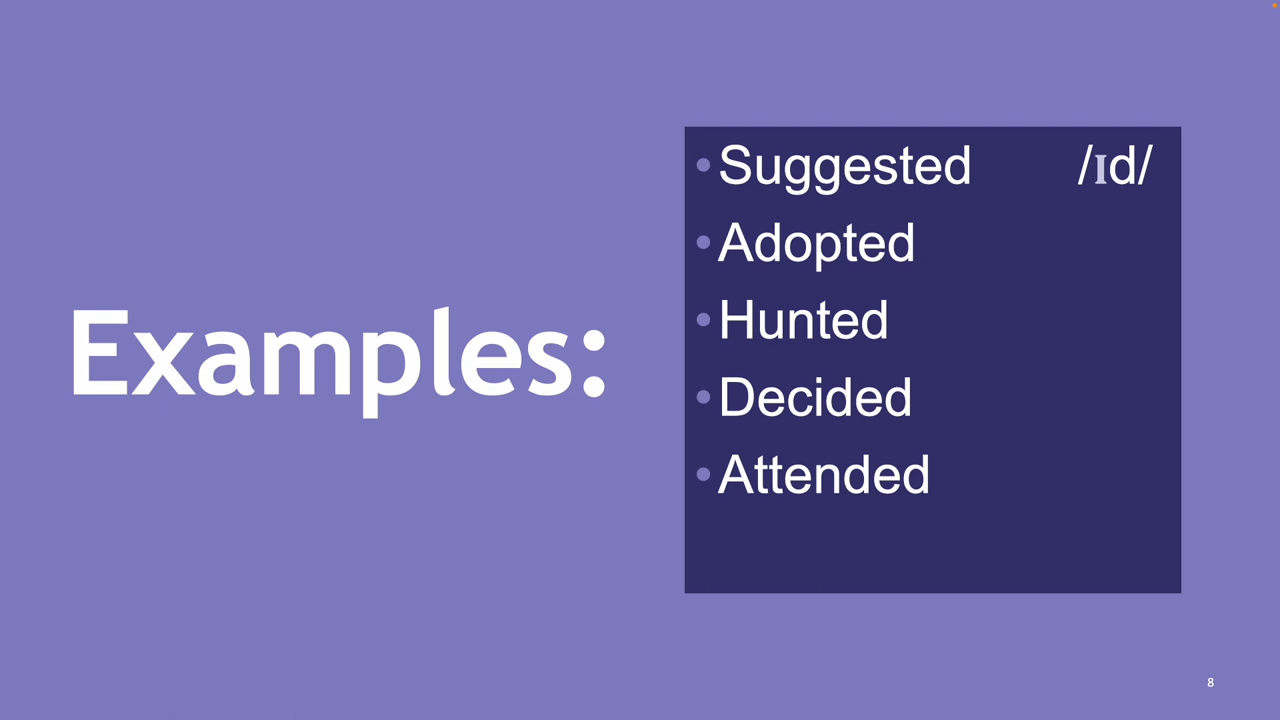 Examples:
• Suggested /ɪd/
• Adopted
• Hunted
• Decided
• Attended
8